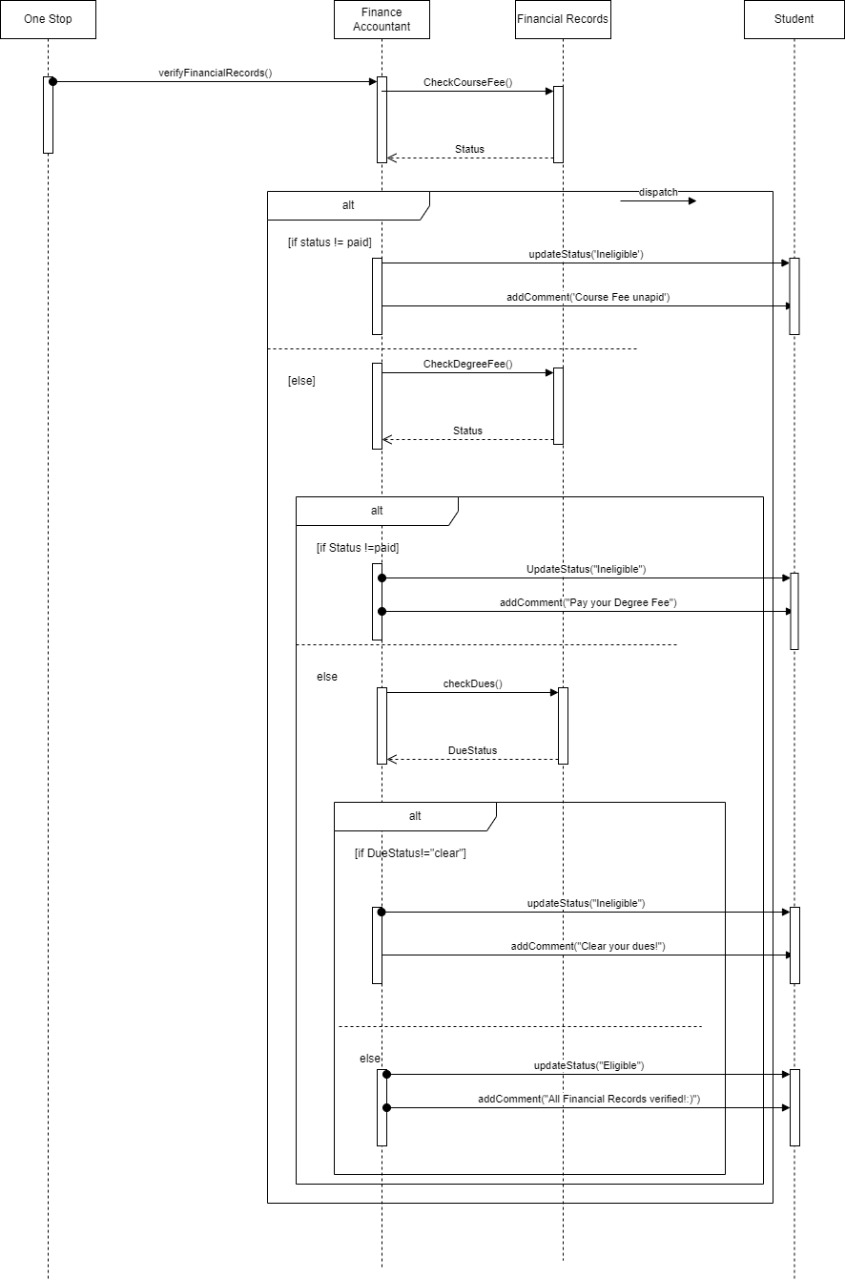 One Stop
Finance
Accountant
Financial Records
Student
verifyFinancialRecords()
CheckCourseFee()
Status
dispatch
alt
[if status != paid]
updateStatus('Ineligible')
addComment('Course Fee unapid')
CheckDegreeFee()
[else]
Status
alt
[if Status !=paid]
UpdateStatus("Ineligible")
addComment("Pay your Degree Fee")
else
checkDues()
DueStatus
alt
[if DueStatus!="clear"]
updateStatus("Ineligible")
addComment("Clear your dues!")
else
updateStatus("Eligible")
addComment("All Financial Records verified!:)")